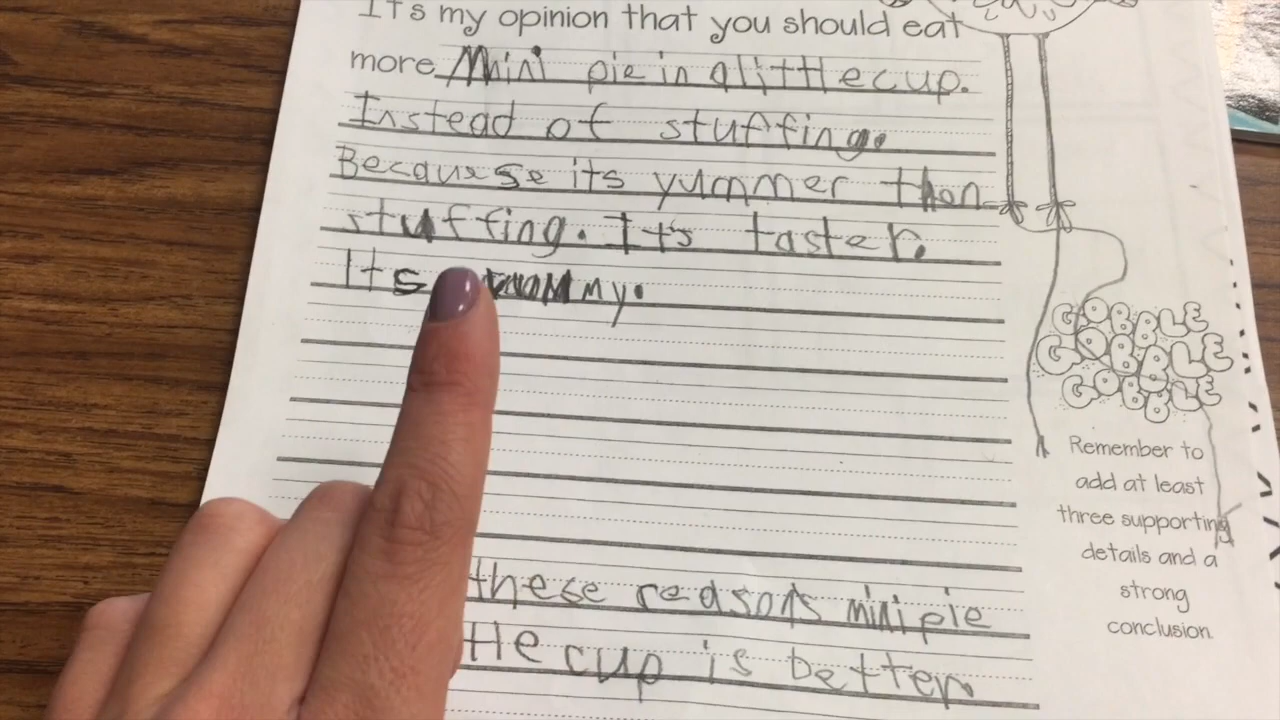 It's my opinion that you should eat
more Mini pie in a little cup.
Instead of stuffing.
Because its yummer then
stuffing. It's taster.
Its
these reasons mini pie
cup is better.
GOBBLE
GOBBLE
GOBBLE
Remember to
add at least
three supporting
details and a
strong
conclusion.